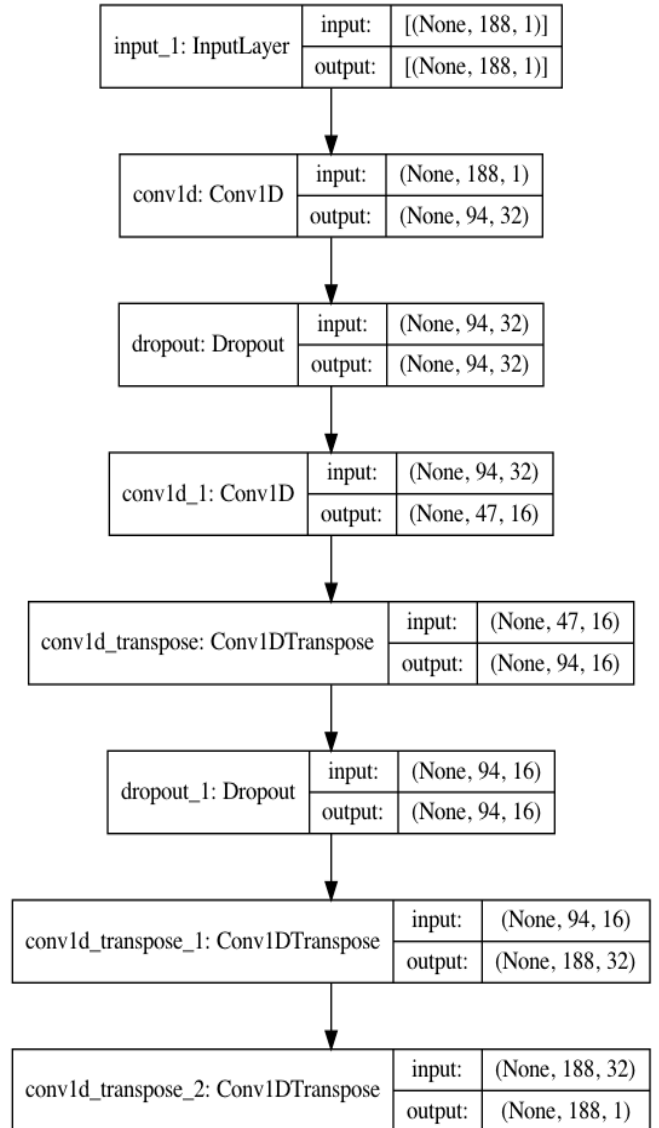 input_1: InputLayer input: [(None, 188, 1)]
output: [(None, 188, 1)]
conv1d: Conv1D input: (None, 188, 1)
output: (None, 94, 32)
dropout: Dropout input: (None, 94, 32)
output: (None, 94, 32)
conv1d_1: Conv1D input: (None, 94, 32)
output: (None, 47, 16)
conv1d_transpose: Conv1DTranspose input: (None, 47, 16)
output: (None, 94, 16)
dropout_1: Dropout input: (None, 94, 16)
output: (None, 94, 16)
conv1d_transpose_1: Conv1DTranspose input: (None, 94, 16)
output: (None, 188, 32)
conv1d_transpose_2: Conv1DTranspose input: (None, 188, 32)
output: (None, 188, 1)